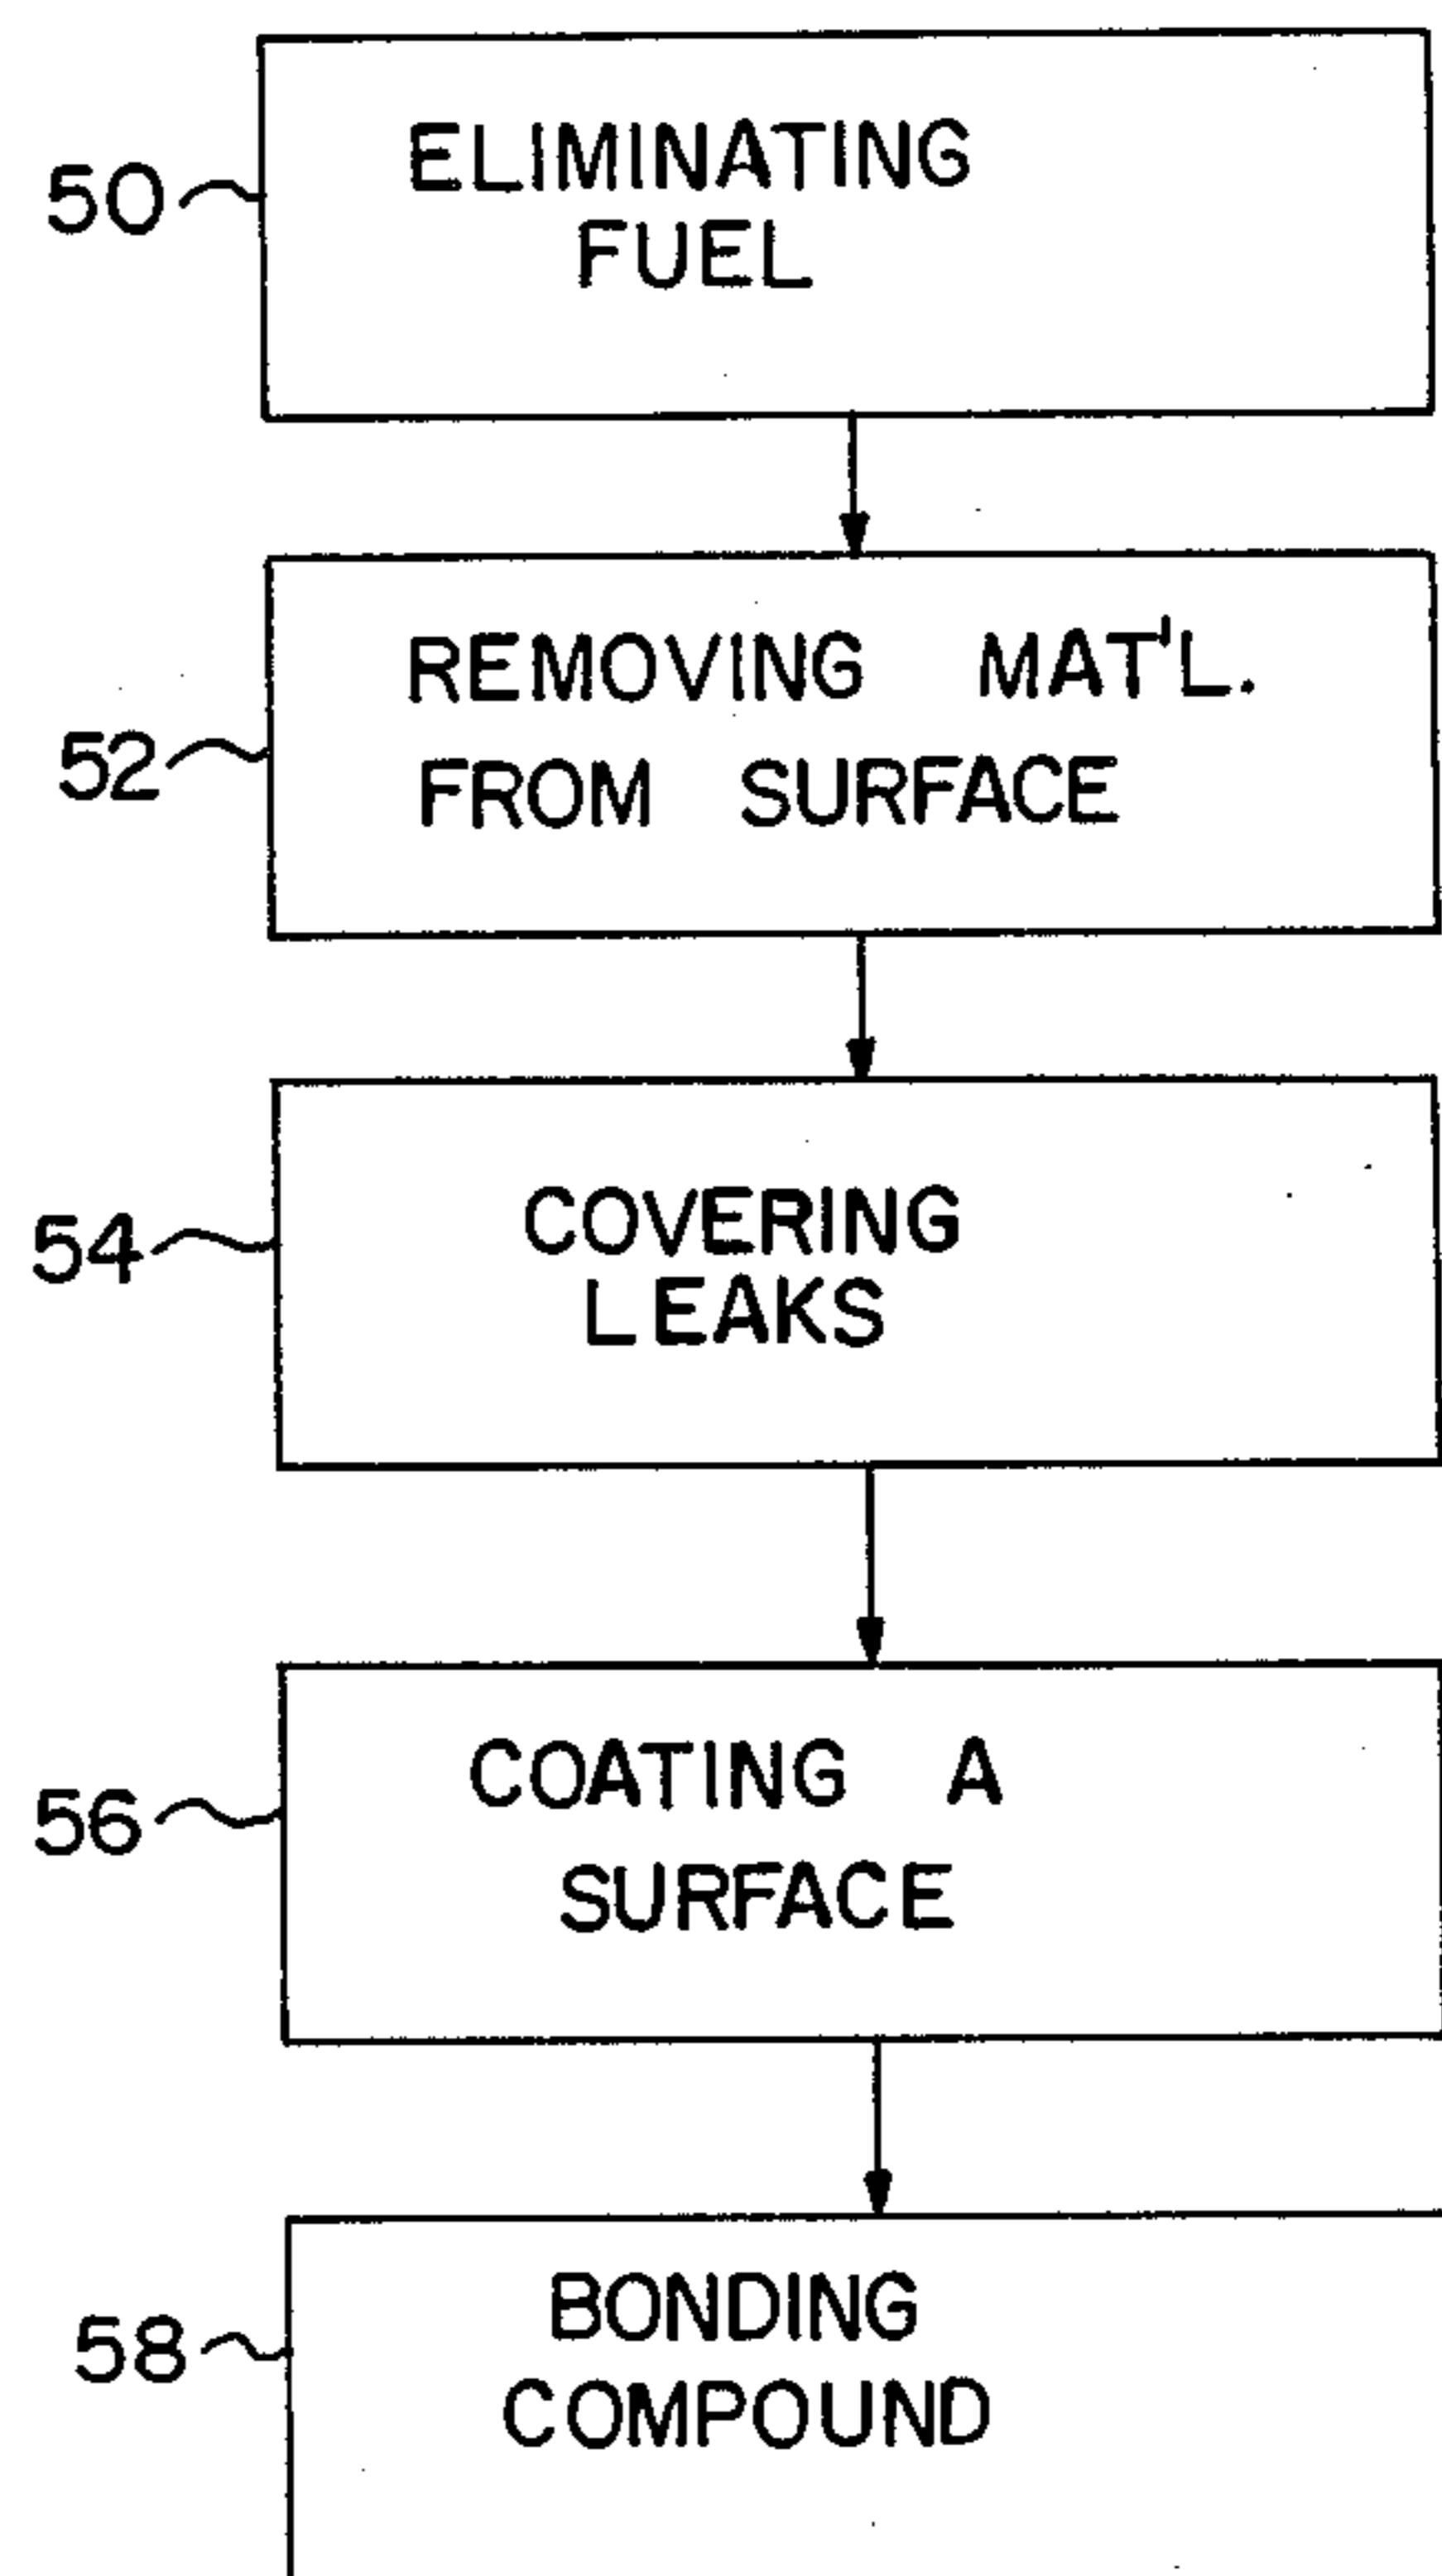 50
ELIMINATING
FUEL
52
REMOVING MAT'L.
FROM SURFACE
54
COVERING
LEAKS
56
COATING A
SURFACE
58
BONDING
COMPOUND